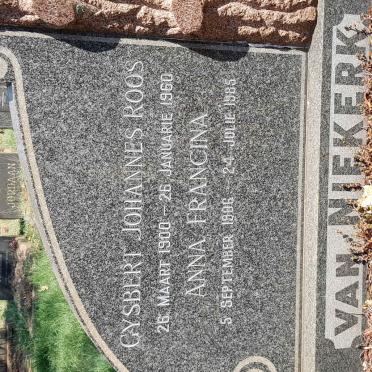 GYSBERT JOHANNES ROOS
26 MAART 1900 – 26 JANUARIE 1960
ANNA FRANCINA
5 SEPTEMBER 1906 – 24 JULIE 1985
VAN NIEKERK
JORDAAN